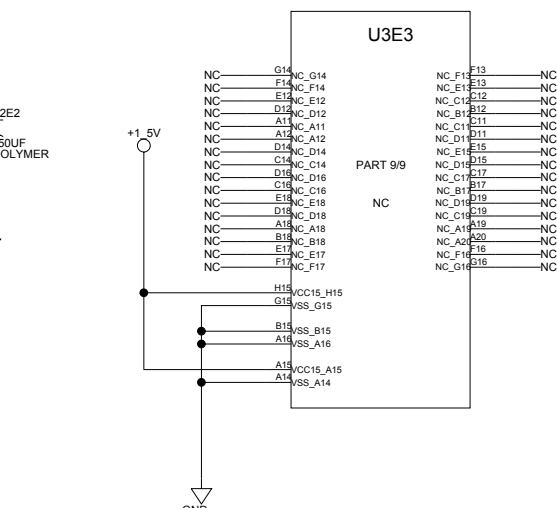 U3E3
2E2
50UF
OLYMER
+1_5V
PART 9/9
NC
NC G14 NC_G14 NC_F13 F13 NC
NC F14 NC_F14 NC_E13 E13 NC
NC E12 NC_E12 NC_C12 C12 NC
NC D12 NC_D12 NC_B12 B12 NC
NC A11 NC_A11 NC_C11 C11 NC
NC A12 NC_A12 NC_D11 D11 NC
NC D14 NC_D14 NC_E15 E15 NC
NC C14 NC_C14 NC_D15 D15 NC
NC D16 NC_D16 NC_C17 C17 NC
NC C16 NC_C16 NC_B17 B17 NC
NC E18 NC_E18 NC_D19 D19 NC
NC D18 NC_D18 NC_C19 C19 NC
NC A18 NC_A18 NC_A19 A19 NC
NC B18 NC_B18 NC_A20 A20 NC
NC E17 NC_E17 NC_F16 F16 NC
NC F17 NC_F17 NC_G16 G16 NC
H15 VCC15_H15
G15 VSS_G15
B15 VSS_B15
A16 VSS_A16
A15 VCC15_A15
A14 VSS_A14
GND